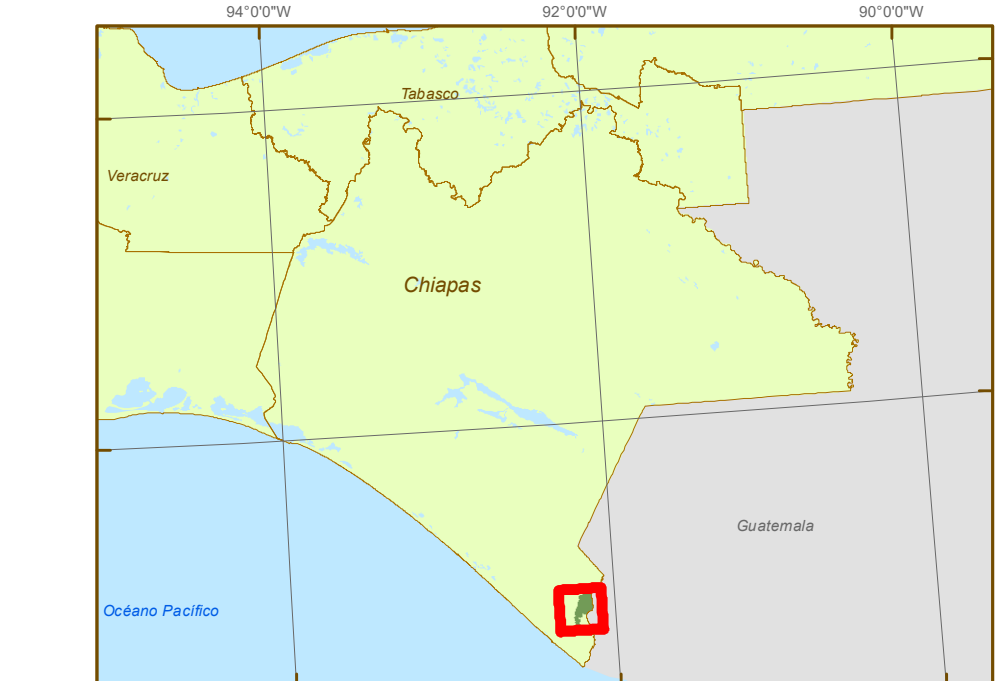 94°0'0"W 92°0'0"W 90°0'0"W
Tabasco
Veracruz
Chiapas
Guatemala
Océano Pacífico